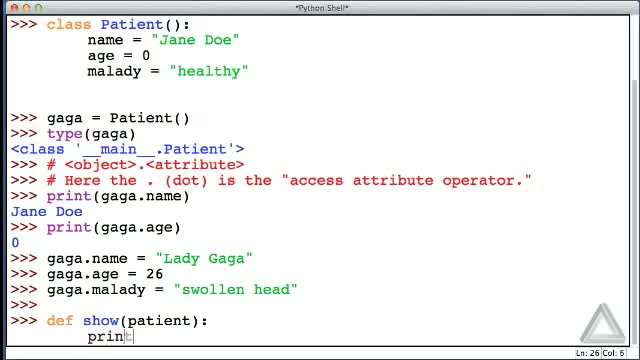 *Python Shell*
>>> class Patient():
name = "Jane Doe"
age = 0
malady = "healthy"
>>> gaga = Patient()
>>> type(gaga)
<class '__main__.Patient'>
>>> # <object>.<attribute>
>>> # Here the . (dot) is the "access attribute operator."
>>> print(gaga.name)
Jane Doe
>>> print(gaga.age)
0
>>> gaga.name = "Lady Gaga"
>>> gaga.age = 26
>>> gaga.malady = "swollen head"
>>>
>>> def show(patient):
print
Ln: 26 Col: 6